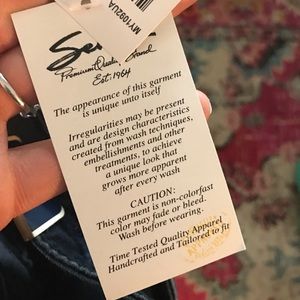 MY1092UA
Premium Quality Brand
Est. 1964
The appearance of this garment
is unique unto itself
Irregularities may be present
and are design characteristics
created from wash techniques,
embellishments and other
treatments, to achieve
a unique look that
grows more apparent
after every wash
CAUTION:
This garment is non-colorfast
color may fade or bleed.
Wash before wearing.
Time Tested Quality Apparel
Handcrafted and Tailored to fit